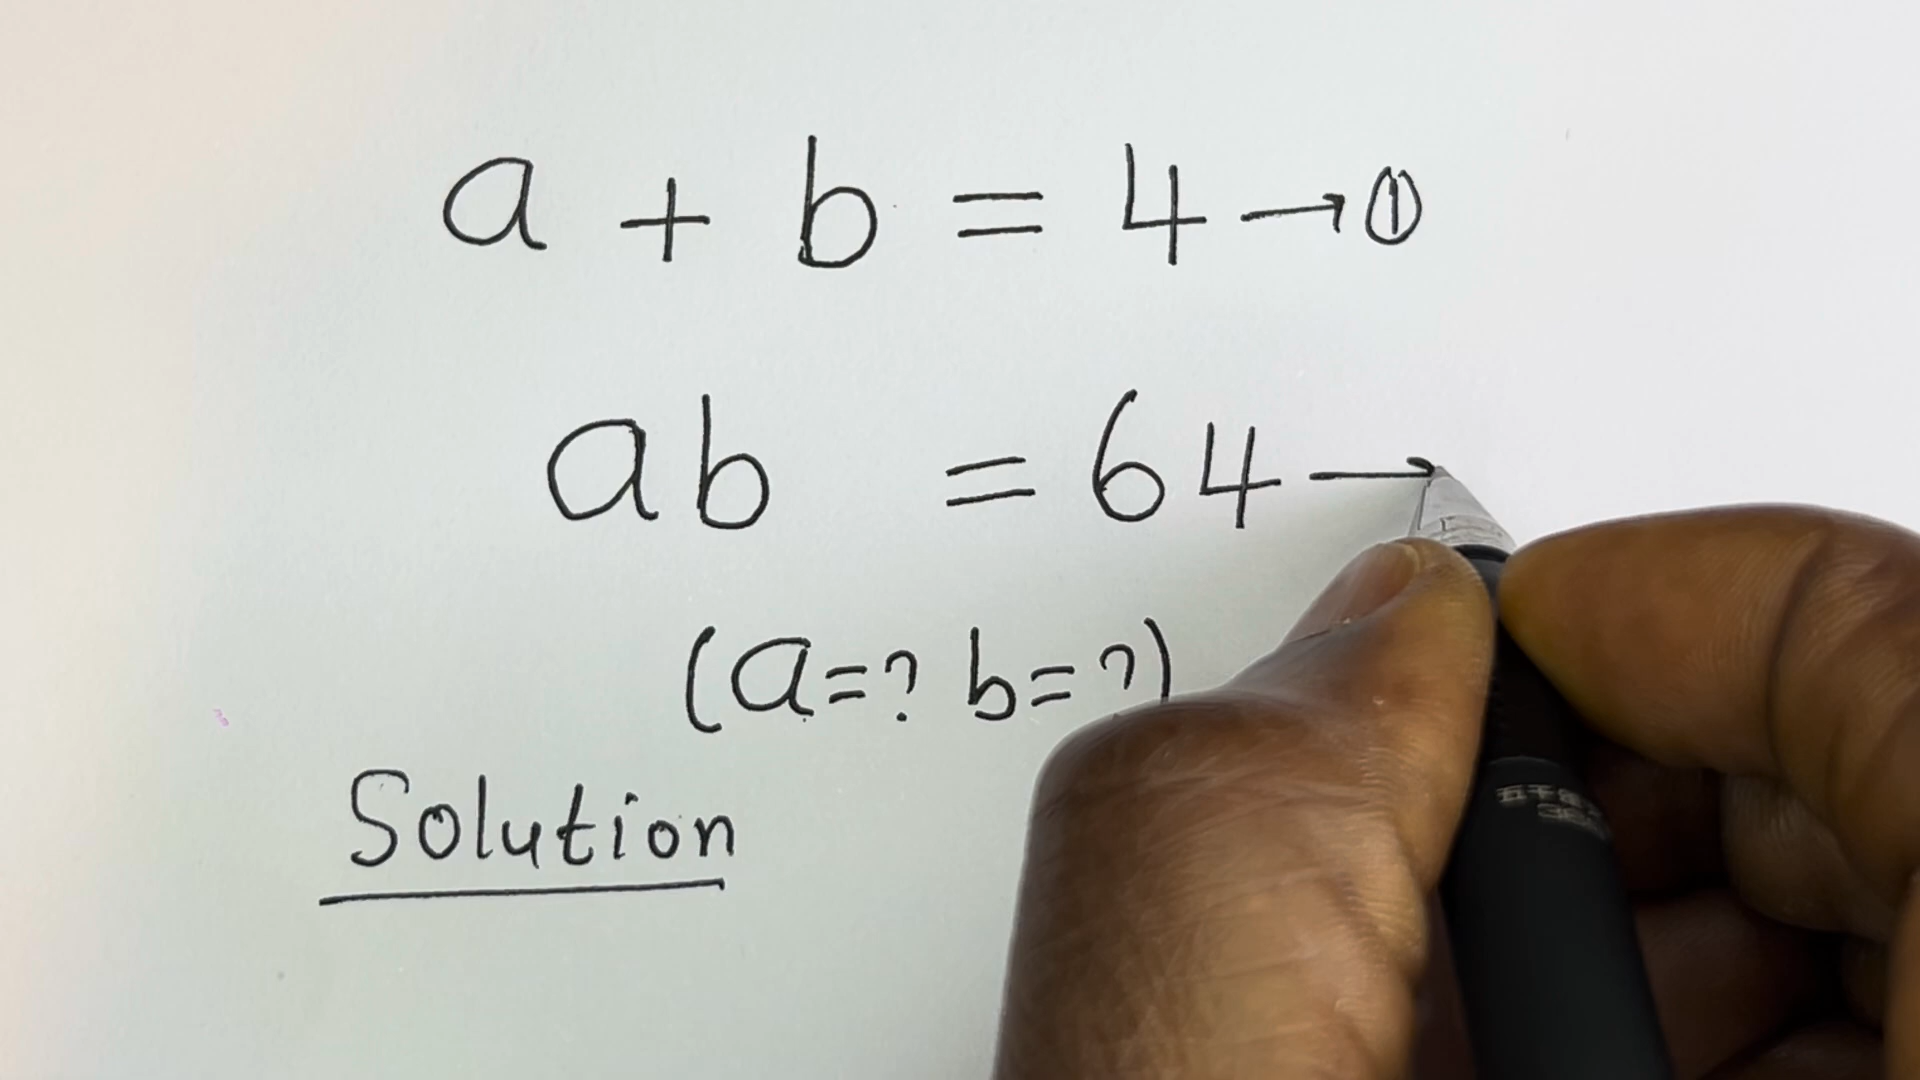 a + b = 4 → ①
ab = 64 →
(a=? b=?)
Solution